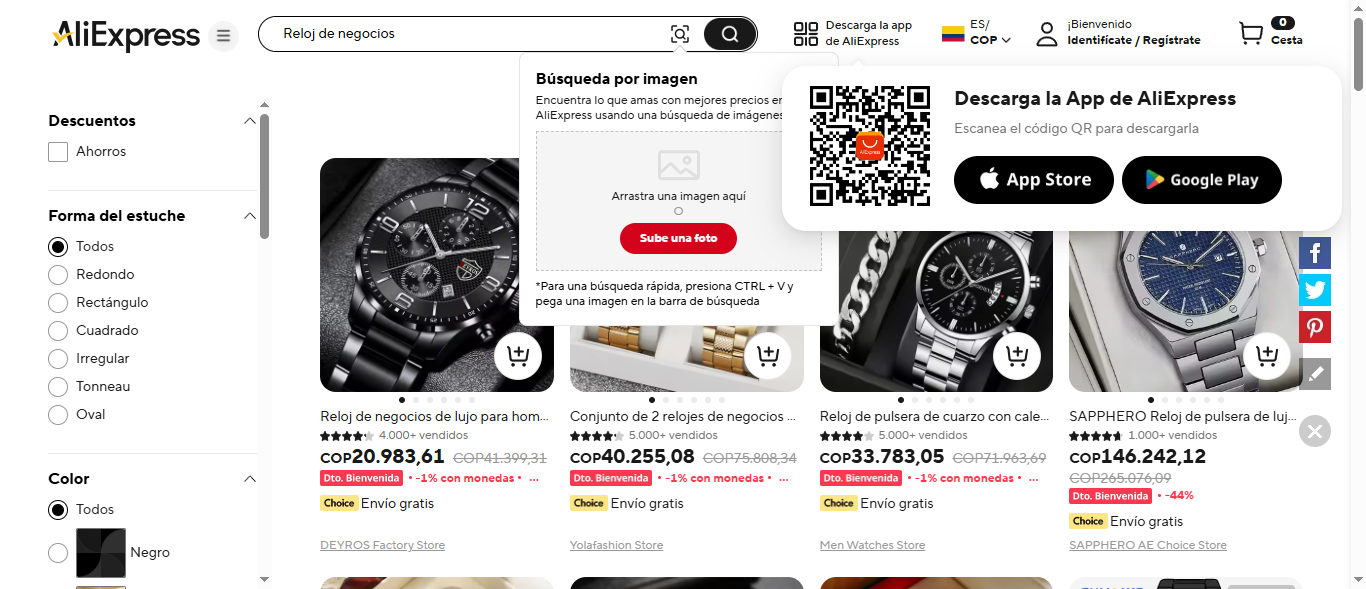 AliExpress
Reloj de negocios
Descarga la app
de AliExpress
ES/
COP
¡Bienvenido
Identifícate / Regístrate
0
Cesta
Búsqueda por imagen
Encuentra lo que amas con mejores precios en
AliExpress usando una búsqueda de imágenes
Arrastra una imagen aquí
O
Sube una foto
*Para una búsqueda rápida, presiona CTRL + V y
pega una imagen en la barra de búsqueda
Descarga la App de AliExpress
Escanea el código QR para descargarla
App Store
Google Play
AliExpress
Descuentos
Ahorros
Forma del estuche
Todos
Redondo
Rectángulo
Cuadrado
Irregular
Tonneau
Oval
Color
Todos
Negro
Reloj de negocios de lujo para hom...
4.000+ vendidos
COP20.983,61 COP41.399,31
Dto. Bienvenida • -1% con monedas • ...
Choice Envío gratis
DEYROS Factory Store
Conjunto de 2 relojes de negocios ...
5.000+ vendidos
COP40.255,08 COP75.808,34
Dto. Bienvenida • -1% con monedas • ...
Choice Envío gratis
Yolafashion Store
Reloj de pulsera de cuarzo con cale...
5.000+ vendidos
COP33.783,05 COP71.963,69
Dto. Bienvenida • -1% con monedas • ...
Choice Envío gratis
Men Watches Store
SAPPHERO Reloj de pulsera de luj...
1.000+ vendidos
COP146.242,12
COP265.076,09
Dto. Bienvenida • -44%
Choice Envío gratis
SAPPHERO AE Choice Store